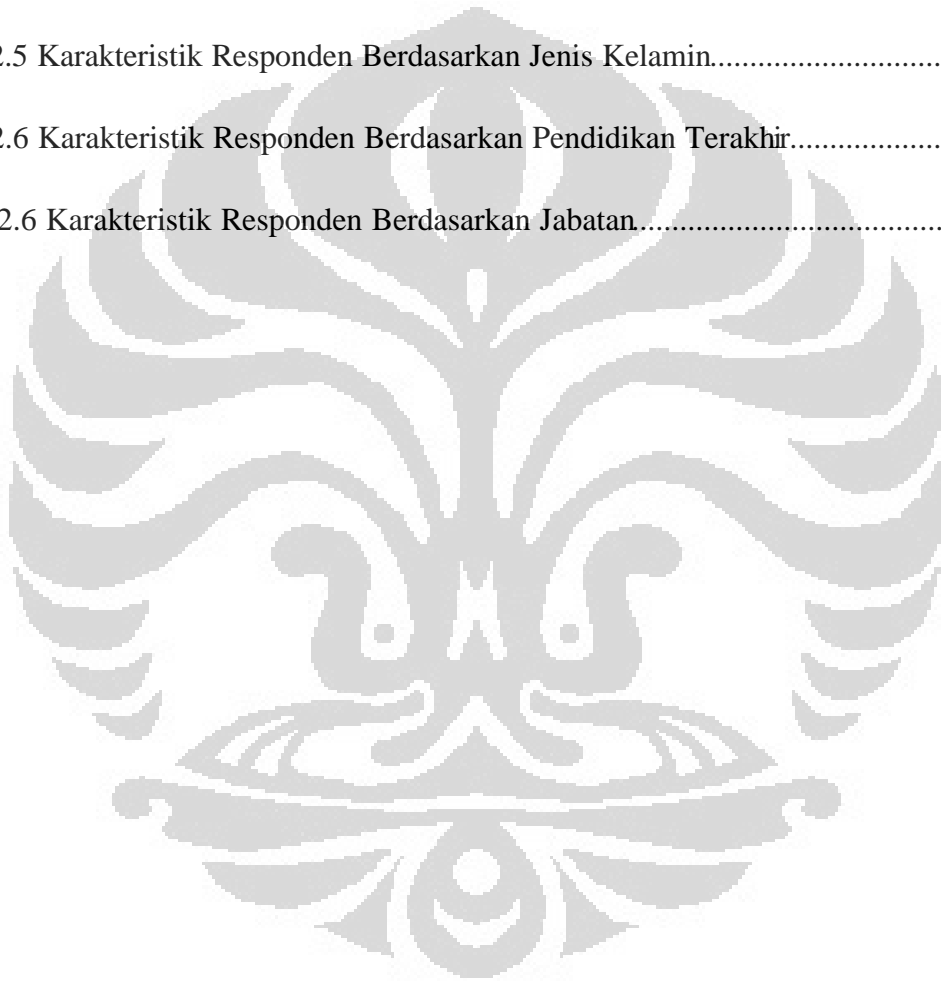 2.5 Karakteristik Responden Berdasarkan Jenis Kelamin..............................
2.6 Karakteristik Responden Berdasarkan Pendidikan Terakhir....................
2.6 Karakteristik Responden Berdasarkan Jabatan.......................................